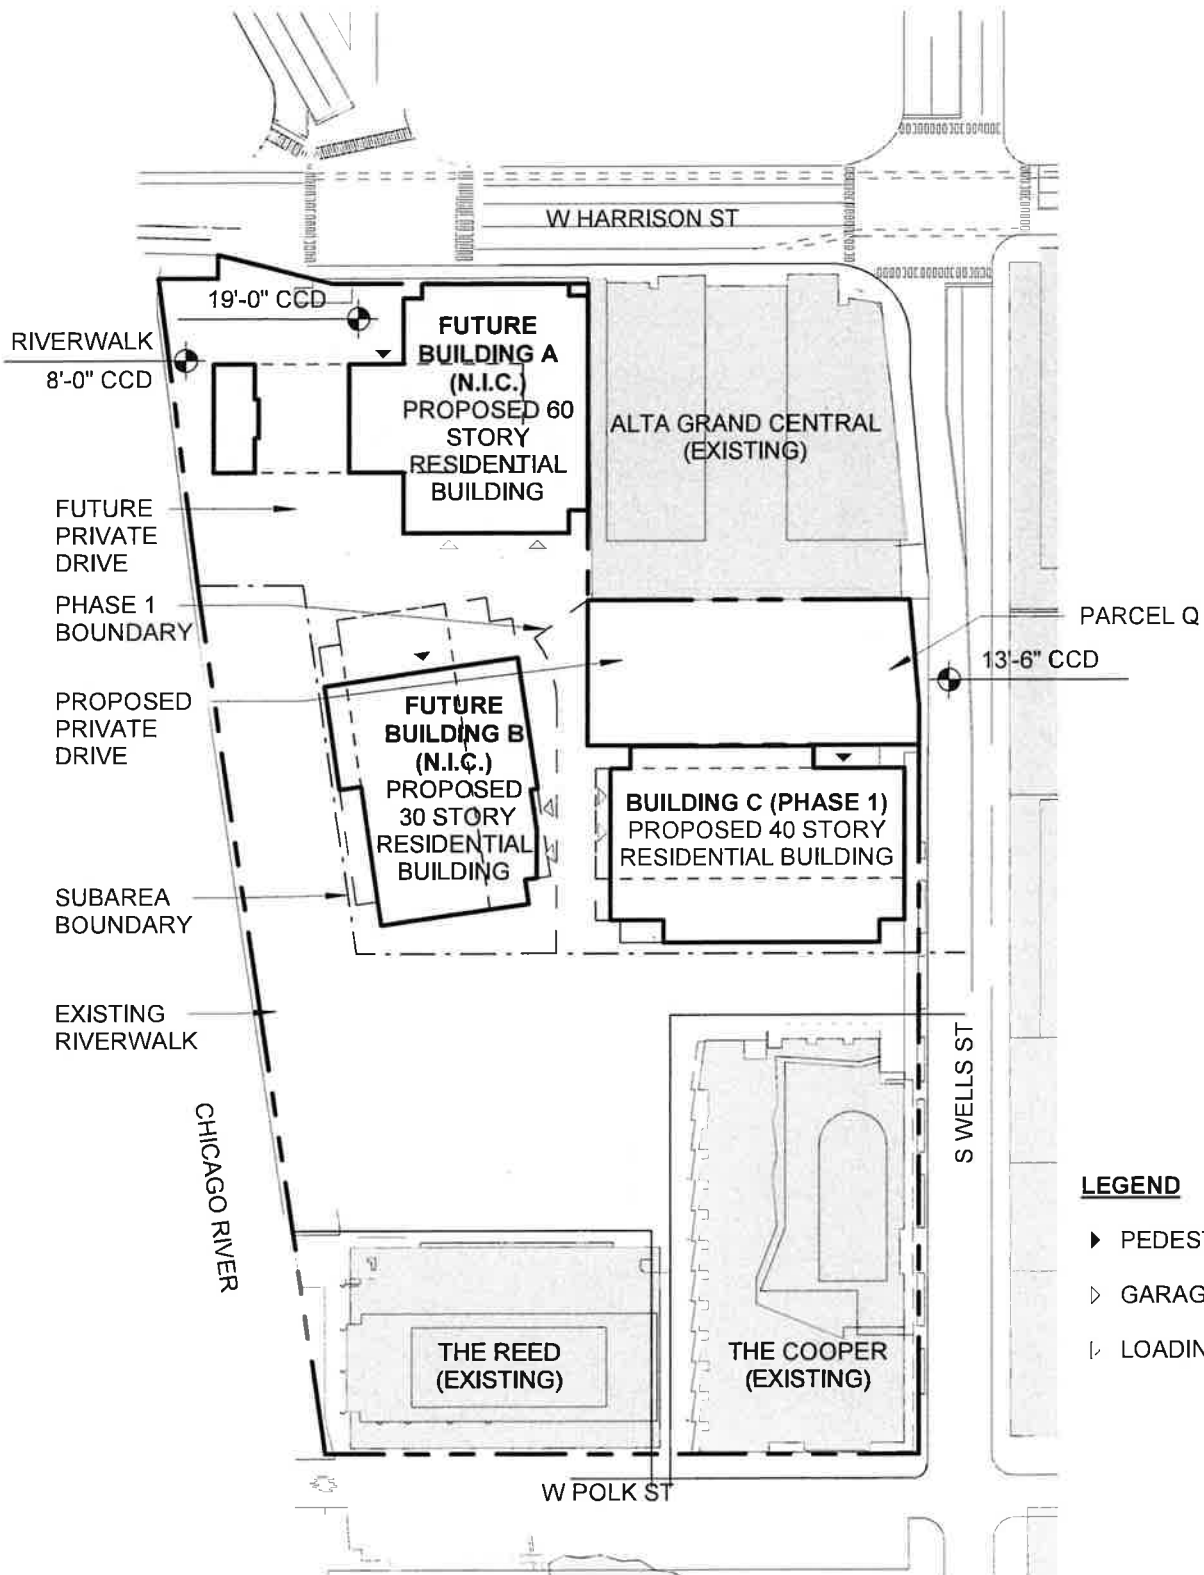 W HARRISON ST
19'-0" CCD
RIVERWALK
8'-0" CCD
FUTURE
BUILDING A
(N.I.C.)
PROPOSED 60
STORY
RESIDENTIAL
BUILDING
ALTA GRAND CENTRAL
(EXISTING)
FUTURE
PRIVATE
DRIVE
PHASE 1
BOUNDARY
PARCEL Q
13'-6" CCD
PROPOSED
PRIVATE
DRIVE
FUTURE
BUILDING B
(N.I.C.)
PROPOSED
30 STORY
RESIDENTIAL
BUILDING
BUILDING C (PHASE 1)
PROPOSED 40 STORY
RESIDENTIAL BUILDING
SUBAREA
BOUNDARY
EXISTING
RIVERWALK
CHICAGO RIVER
S WELLS ST
LEGEND
PEDEST
GARAG
LOADIN
THE REED
(EXISTING)
THE COOPER
(EXISTING)
W POLK ST